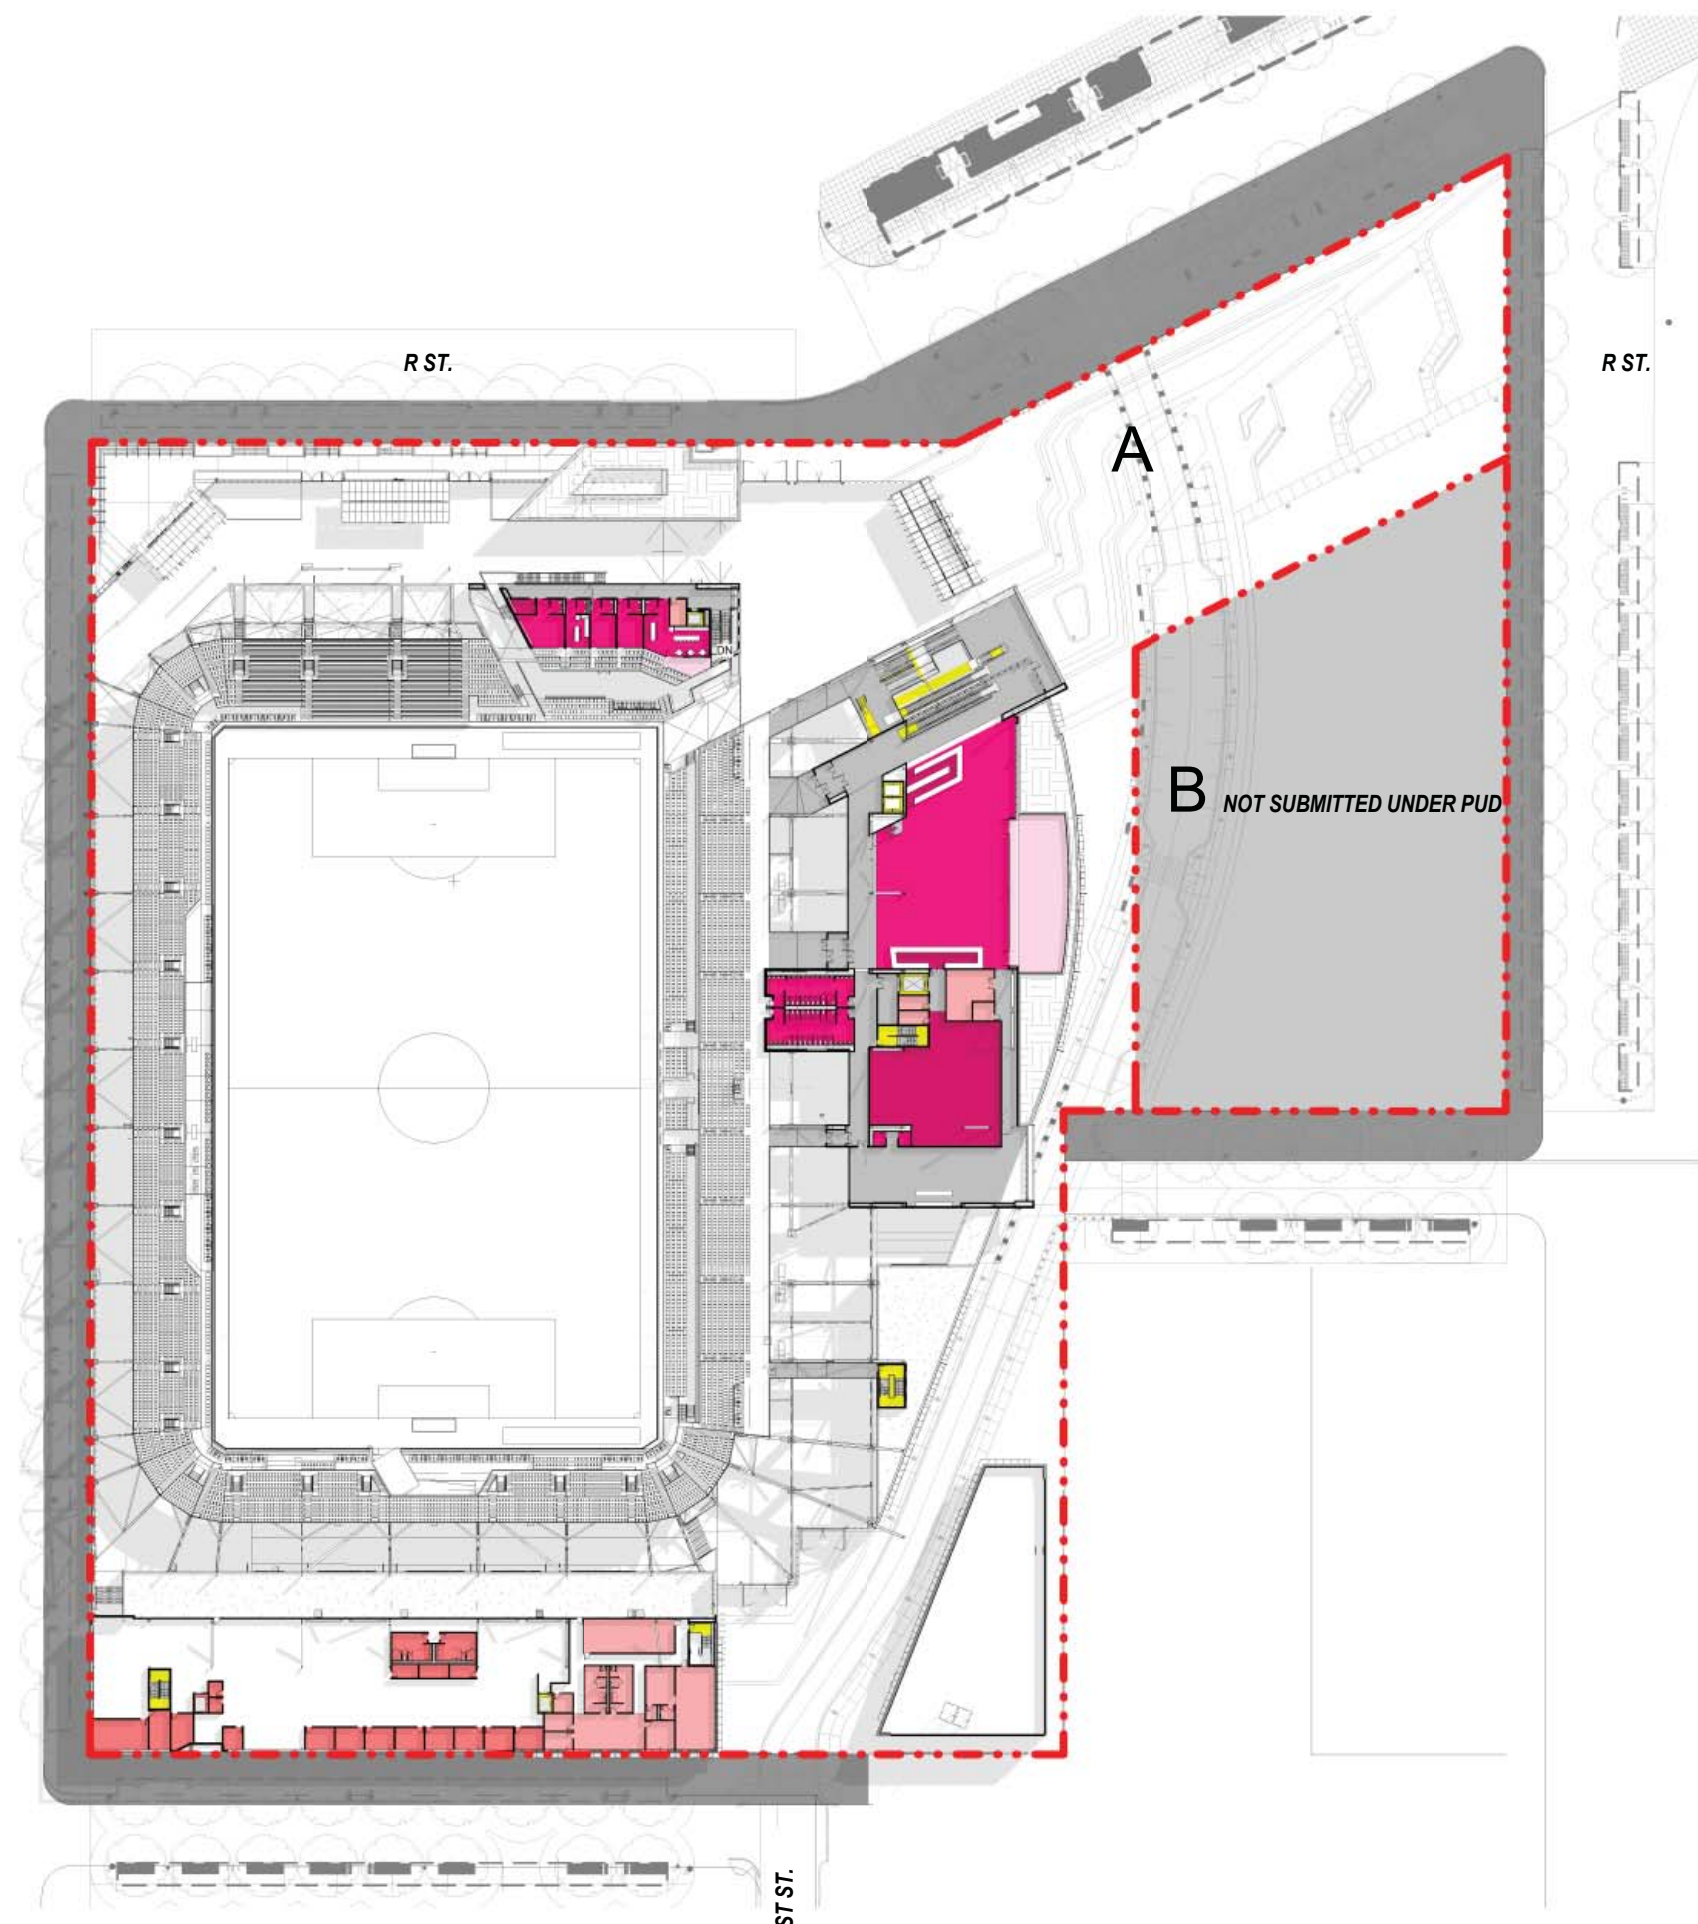 R ST.
R ST.
A
DN
B NOT SUBMITTED UNDER PUD
ST ST.